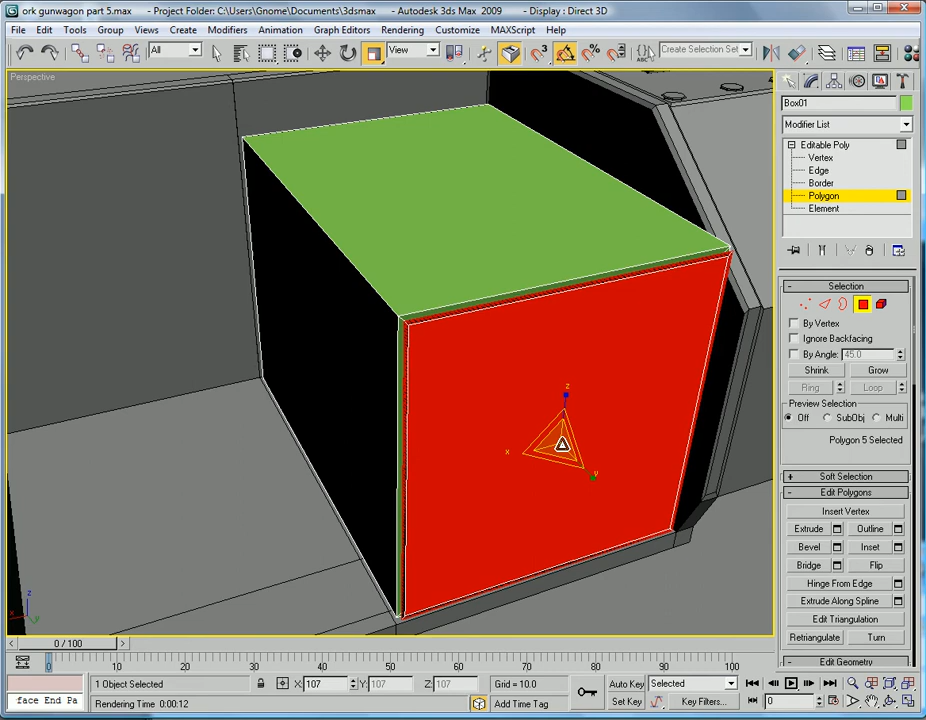 ork gunwagon part 5.max - Project Folder: C:\Users\Gnome\Documents\3dsmax - Autodesk 3ds Max 2009 - Display : Direct 3D
File Edit Tools Group Views Create Modifiers Animation Graph Editors Rendering Customize MAXScript Help
All View Create Selection Set
Perspective
Box01
Modifier List
Editable Poly
Vertex
Edge
Border
Polygon
Element
Selection
By Vertex
Ignore Backfacing
By Angle: 45.0
Shrink Grow
Ring Loop
Preview Selection
Off SubObj Multi
Polygon 5 Selected
Soft Selection
Edit Polygons
Insert Vertex
Extrude Outline
Bevel Inset
Bridge Flip
Hinge From Edge
Extrude Along Spline
Edit Triangulation
Retriangulate Turn
Edit Geometry
z
x
y
z
x y
0 / 100
0 10 20 30 40 50 60 70 80 90 100
1 Object Selected X: 107 Y: 107 Z: 107 Grid = 10.0 Auto Key Selected
face End Pa Rendering Time 0:00:12 Add Time Tag Set Key Key Filters... 0